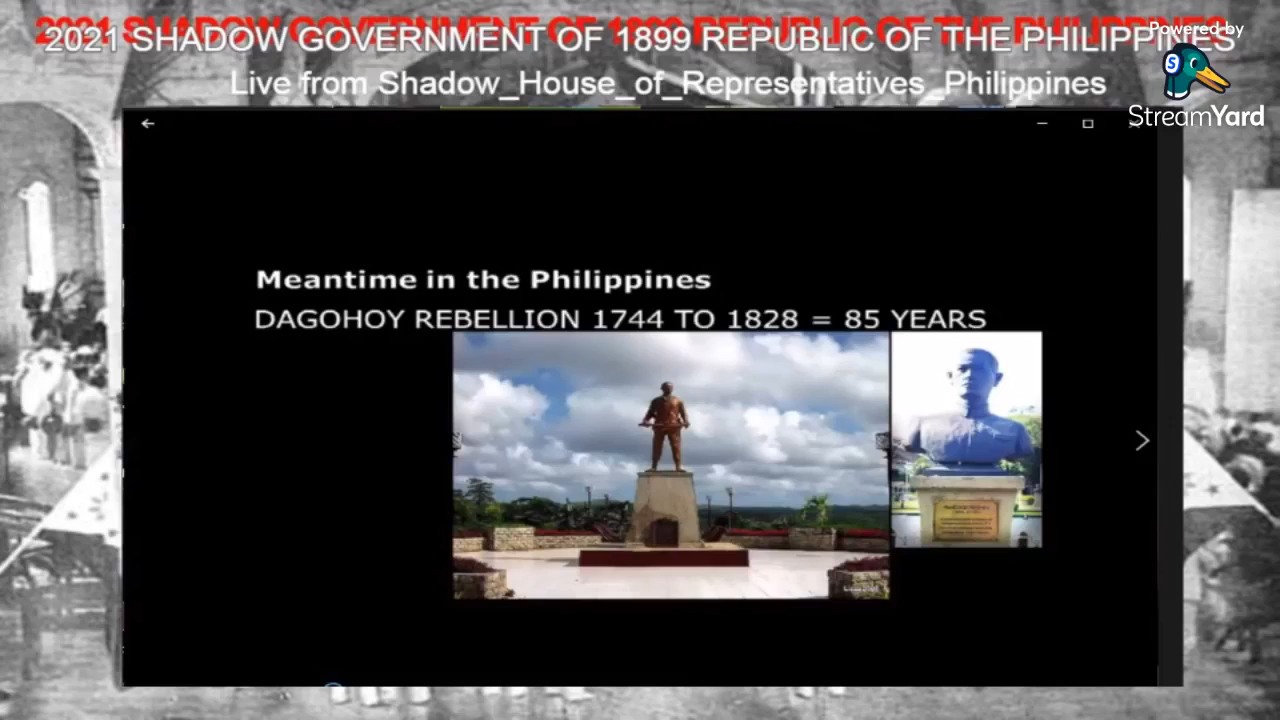 2021 SHADOW GOVERNMENT OF 1899 REPUBLIC OF THE PHILIPPINES
Powered by
Live from Shadow_House_of_Representatives_Philippines
StreamYard
Meantime in the Philippines
DAGOHOY REBELLION 1744 TO 1828 = 85 YEARS